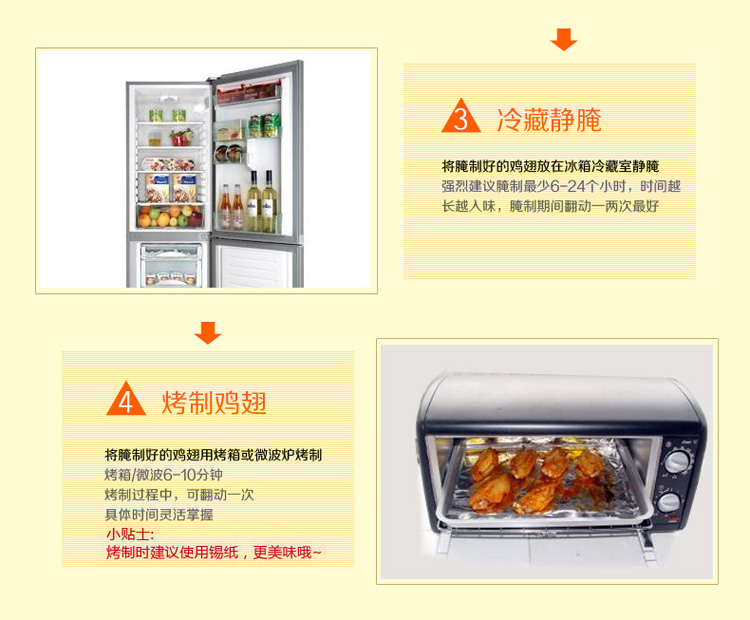 3 冷藏静腌
将腌制好的鸡翅放在冰箱冷藏室静腌
强烈建议腌制最少6-24个小时，时间越
长越入味，腌制期间翻动一两次最好
4 烤制鸡翅
将腌制好的鸡翅用烤箱或微波炉烤制
烤箱/微波6-10分钟
烤制过程中，可翻动一次
具体时间灵活掌握
小贴士:
烤制时建议使用锡纸，更美味哦~